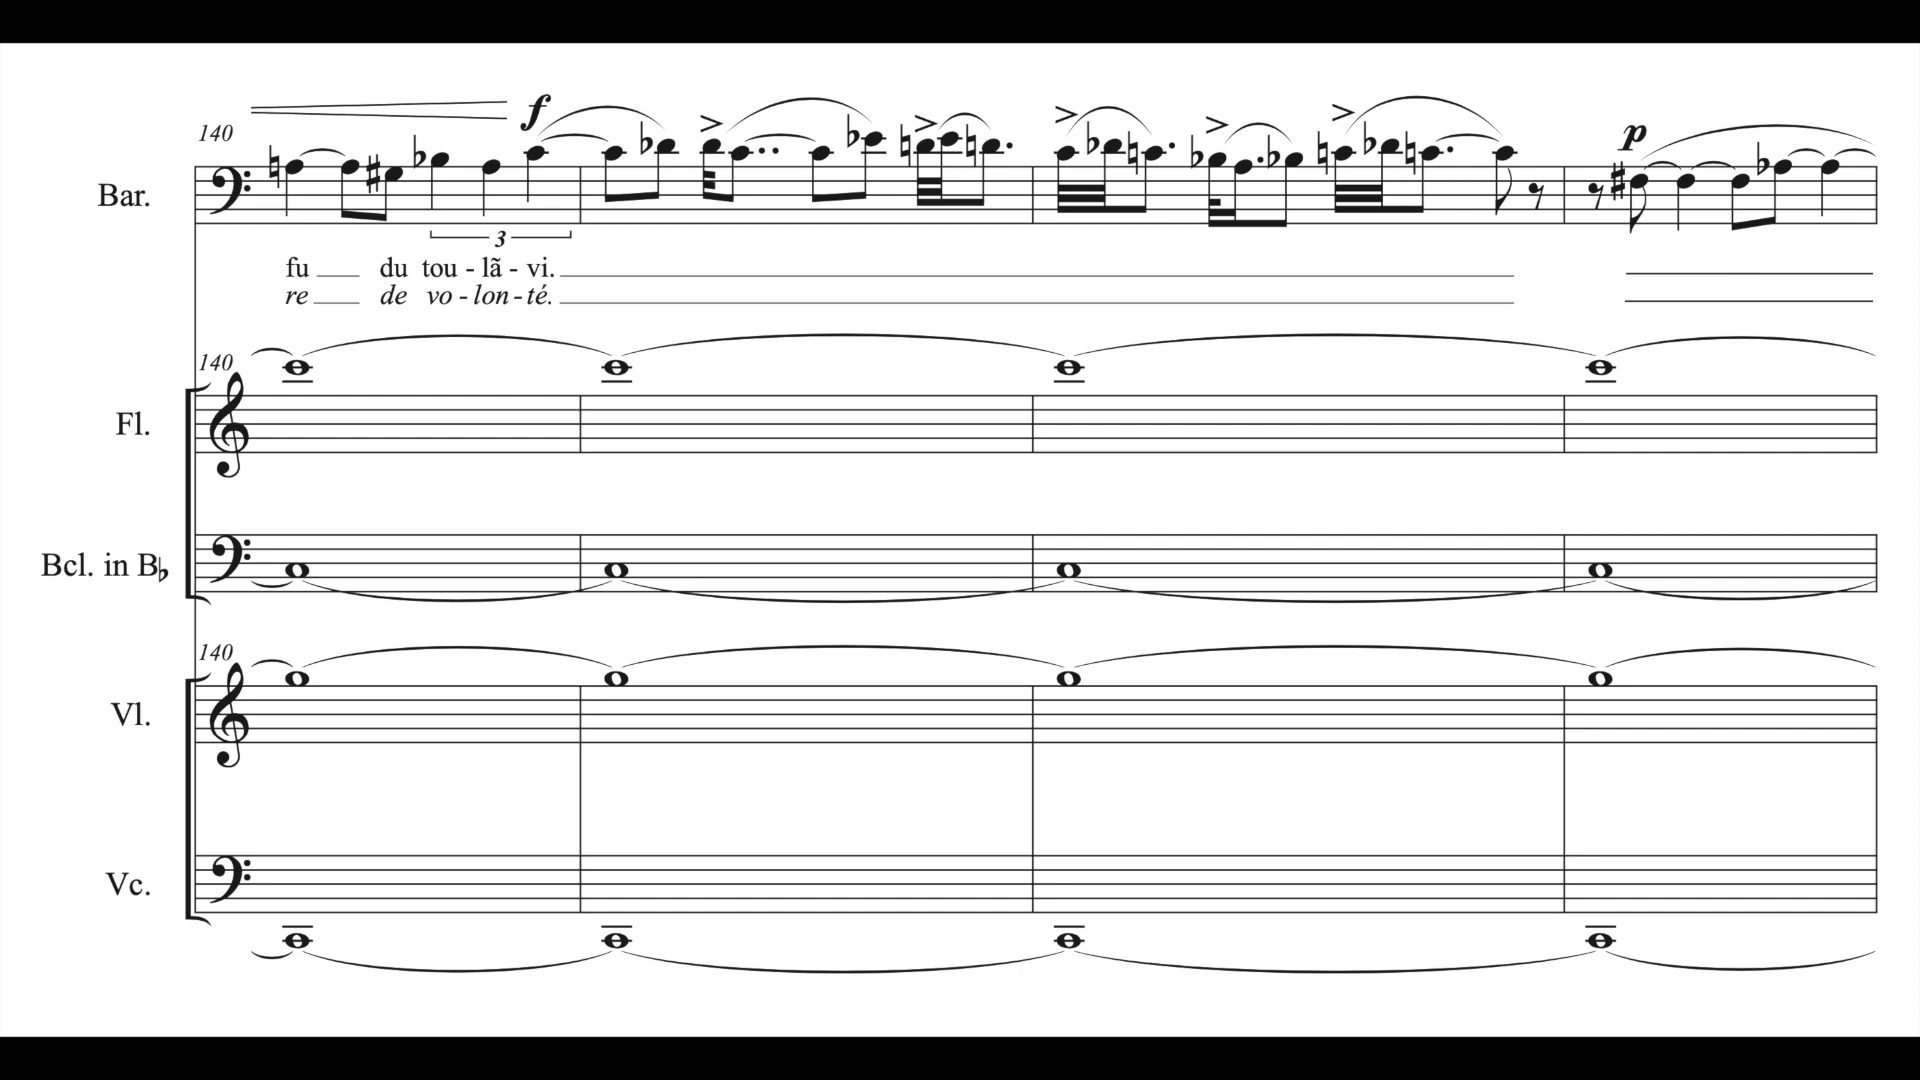 f
p
140
Bar.
3
fu du tou - lã - vi.
re de vo - lon - té.
140
Fl.
Bcl. in B♭
140
Vl.
Vc.